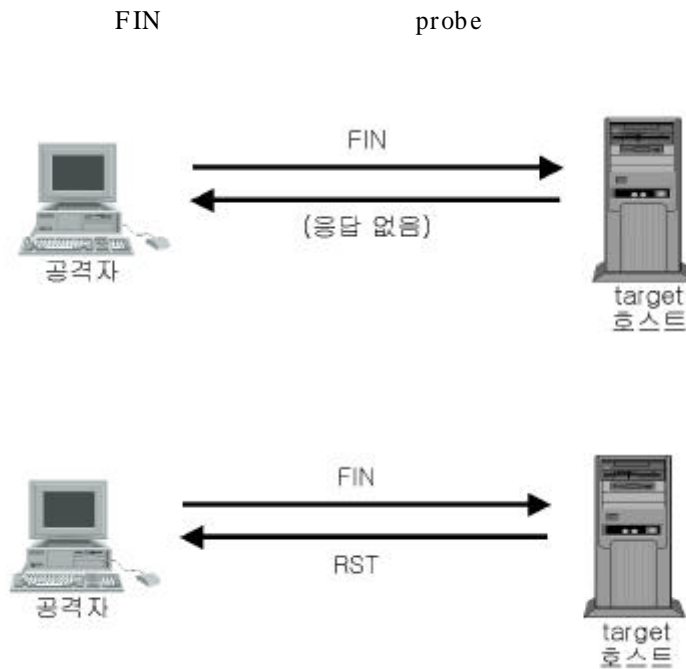 FIN probe
FIN
(응답 없음)
공격자
target
호스트
FIN
RST
공격자
target
호스트